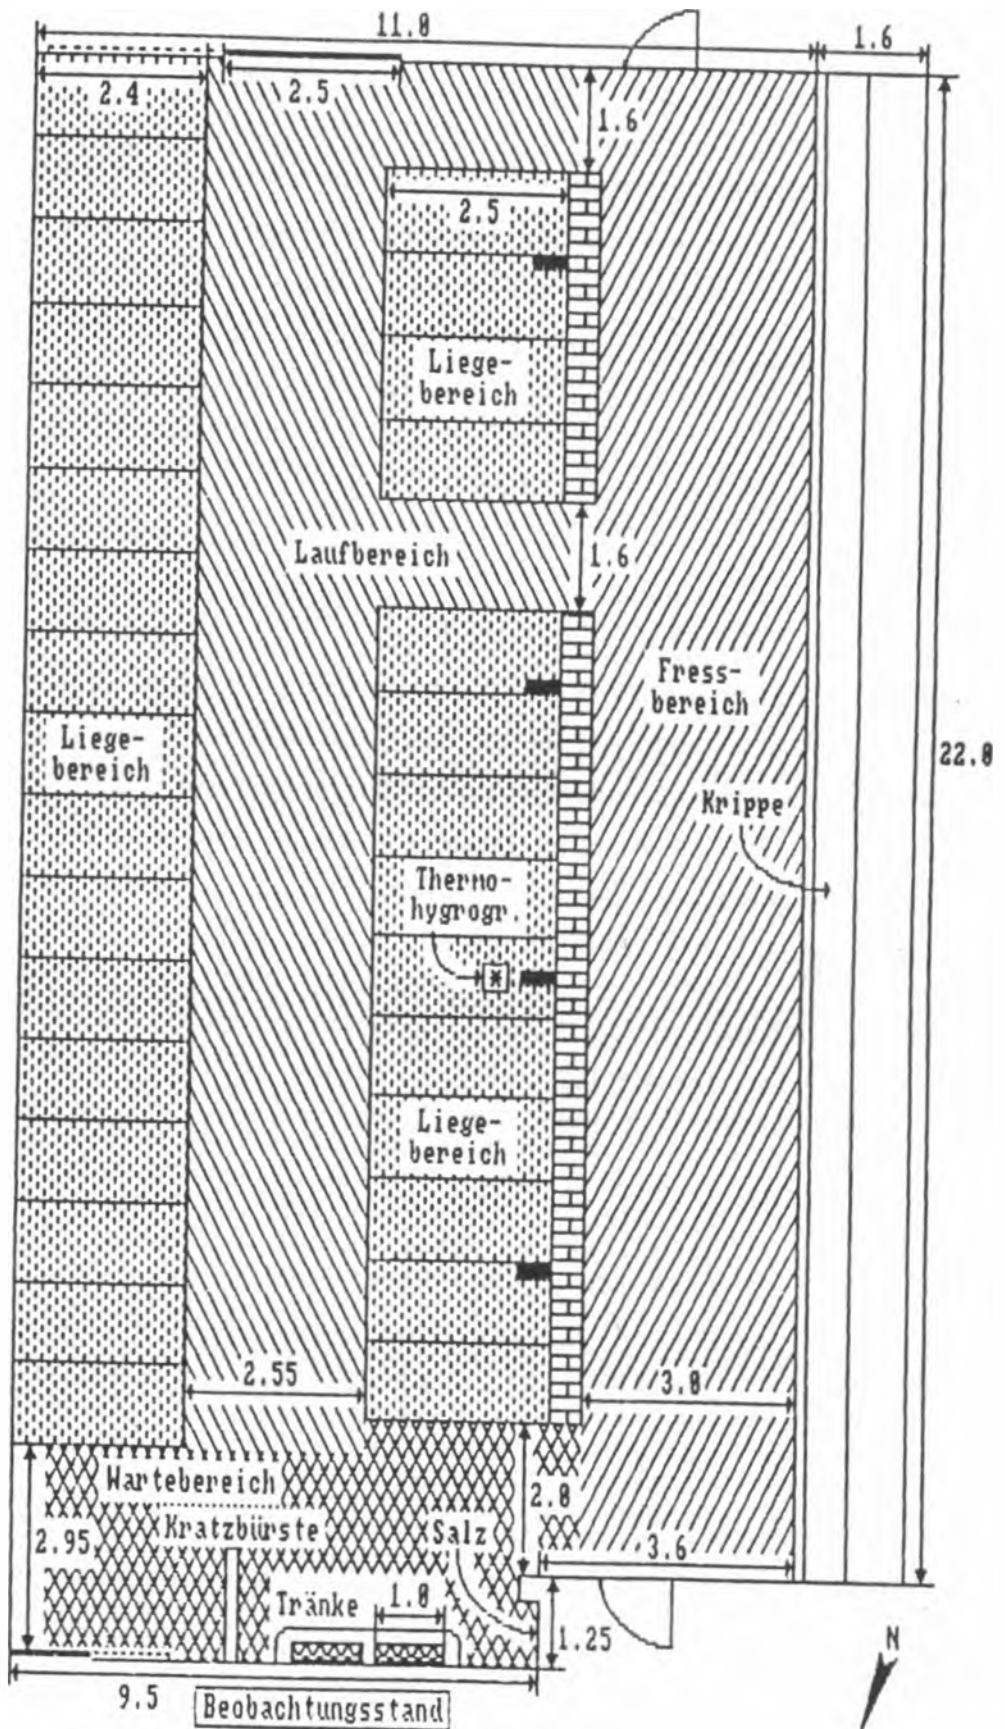 11.0
1.6
2.4
2.5
1.6
2.5
Liege-
bereich
Laufbereich
1.6
Fress-
bereich
Liege-
bereich
22.0
Krippe
Thermo-
hygrogr.
*
Liege-
bereich
2.55
3.0
Wartebereich
2.0
Kratzbürste
Salz
2.95
3.6
Tränke
1.0
1.25
N
9.5
Beobachtungsstand